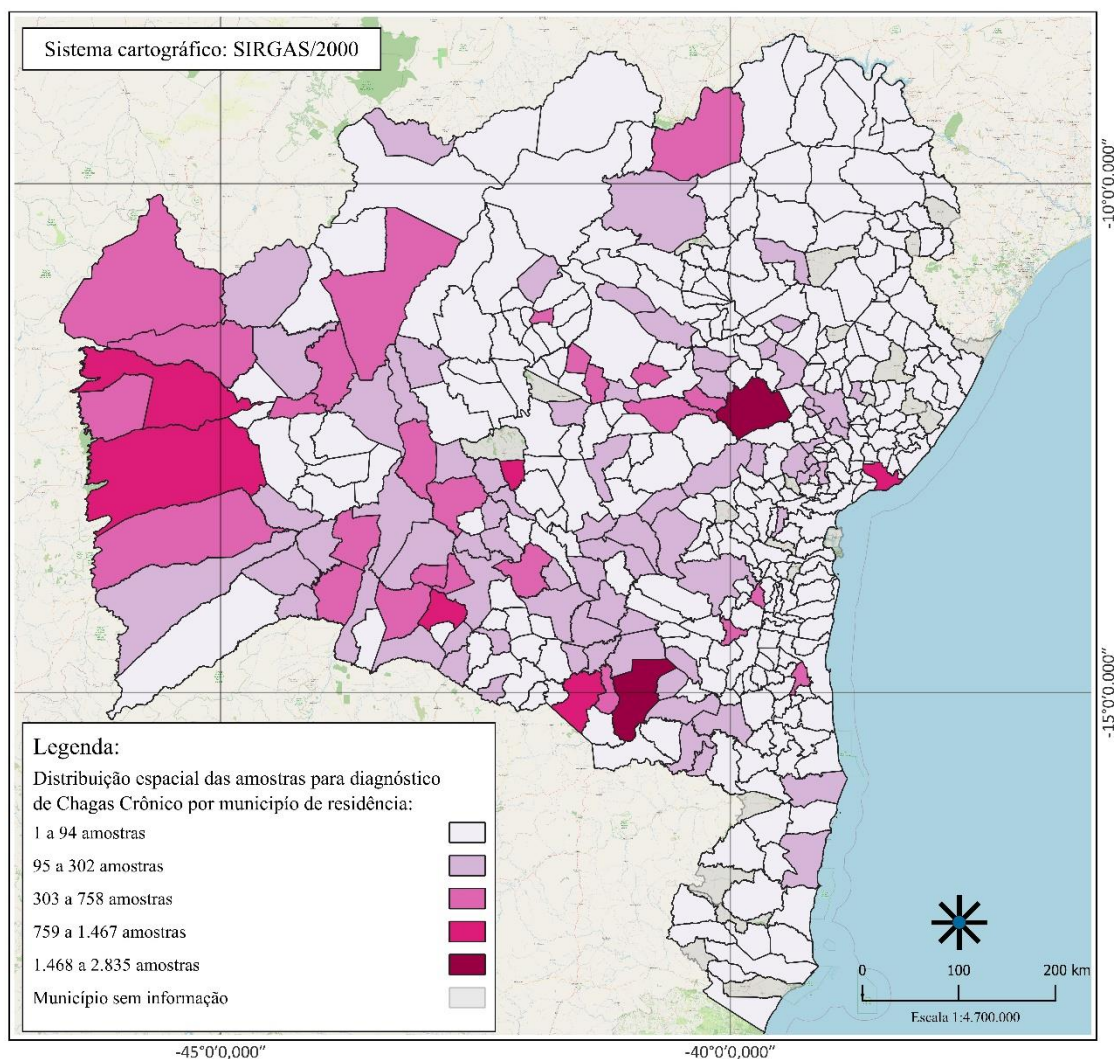 Sistema cartográfico: SIRGAS/2000
-10°0'0,000"
-15°0'0,000"
Legenda:
Distribuição espacial das amostras para diagnóstico
de Chagas Crônico por município de residência:
1 a 94 amostras
95 a 302 amostras
303 a 758 amostras
759 a 1.467 amostras
1.468 a 2.835 amostras
Município sem informação
0 100 200 km
Escala 1:4.700.000
-45°0'0,000"
-40°0'0,000"